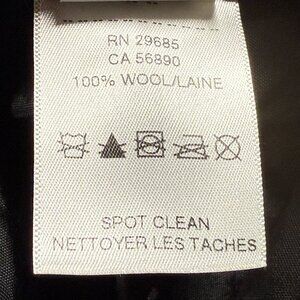 RN 29685
CA 56890
100% WOOL/LAINE
SPOT CLEAN
NETTOYER LES TACHES